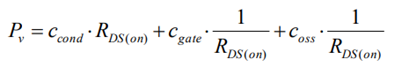 P_v = c_cond · R_DS(on) + c_gate · 1/R_DS(on) + c_oss · 1/R_DS(on)